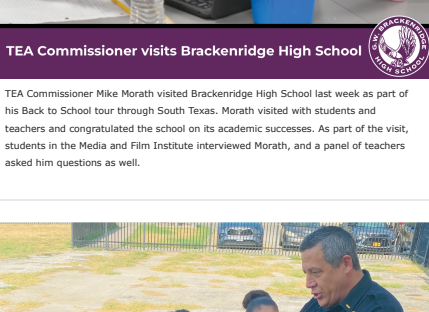 TEA Commissioner visits Brackenridge High School
G.W. BRACKENRIDGE
HIGH SCHOOL
TEA Commissioner Mike Morath visited Brackenridge High School last week as part of
his Back to School tour through South Texas. Morath visited with students and
teachers and congratulated the school on its academic successes. As part of the visit,
students in the Media and Film Institute interviewed Morath, and a panel of teachers
asked him questions as well.